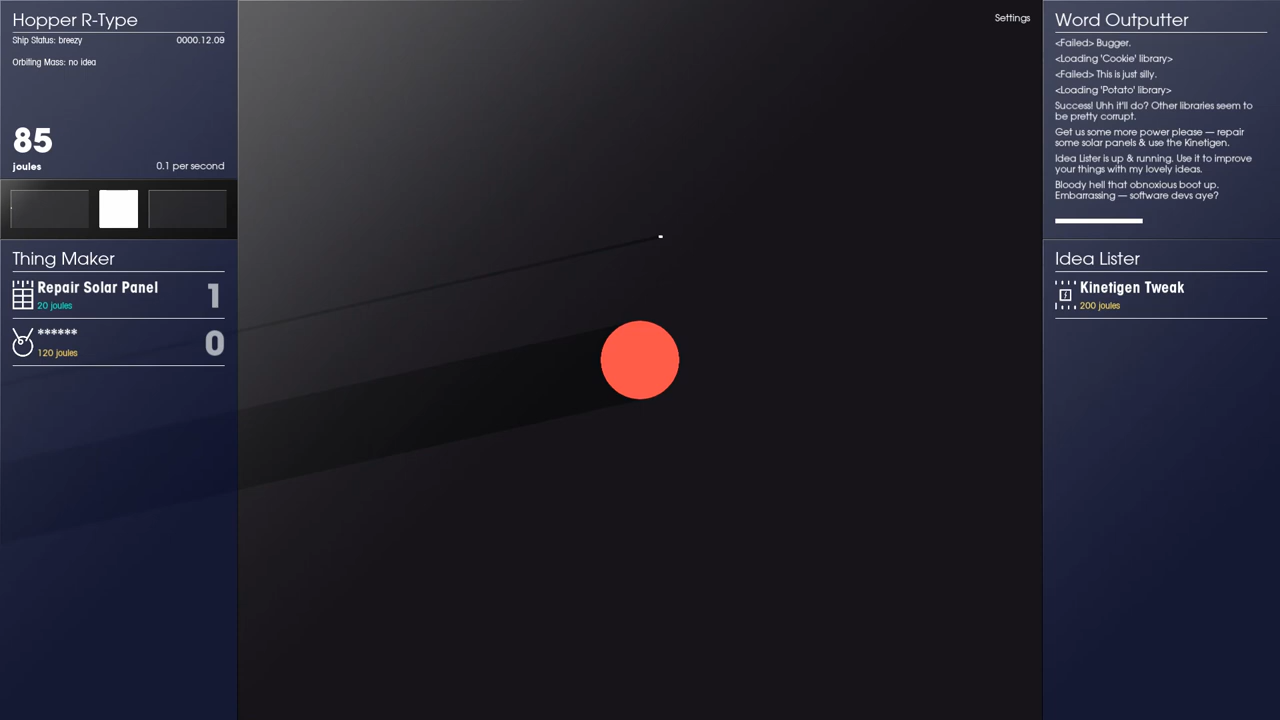 Hopper R-Type
Ship Status: breezy
0000.12.09
Orbiting Mass: no idea
85
joules
0.1 per second
Thing Maker
Repair Solar Panel
20 joules
1
******
120 joules
0
Settings
Word Outputter
<Failed> Bugger.
<Loading 'Cookie' library>
<Failed> This is just silly.
<Loading 'Potato' library>
Success! Uhh it'll do? Other libraries seem to
be pretty corrupt.
Get us some more power please — repair
some solar panels & use the Kinetigen.
Idea Lister is up & running. Use it to improve
your things with my lovely ideas.
Bloody hell that obnoxious boot up.
Embarrassing — software devs aye?
Idea Lister
Kinetigen Tweak
200 joules